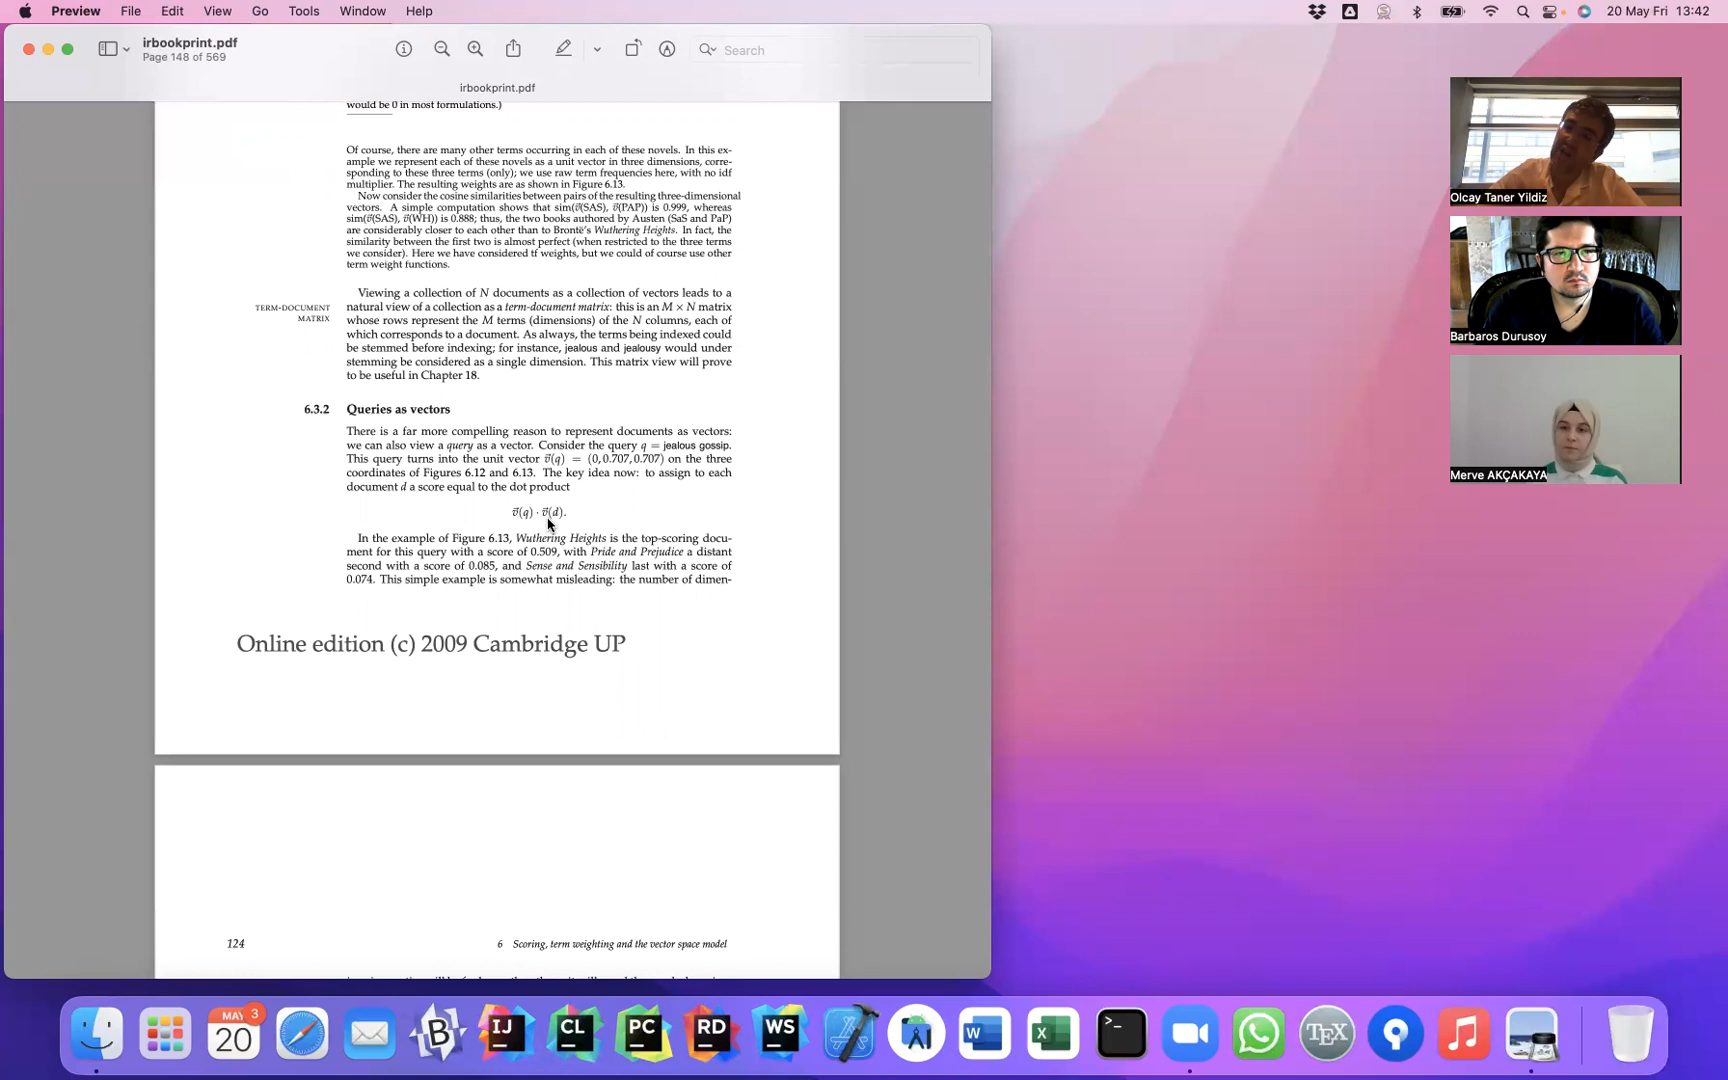 Preview File Edit View Go Tools Window Help
20 May Fri 13:42
irbookprint.pdf
Page 148 of 569
Search
irbookprint.pdf
would be 0 in most formulations.)
Of course, there are many other terms occurring in each of these novels. In this ex-
ample we represent each of these novels as a unit vector in three dimensions, corre-
sponding to these three terms (only); we use raw term frequencies here, with no idf
multiplier. The resulting weights are as shown in Figure 6.13.
Now consider the cosine similarities between pairs of the resulting three-dimensional
vectors. A simple computation shows that sim(v⃗(SAS), v⃗(PAP)) is 0.999, whereas
sim(v⃗(SAS), v⃗(WH)) is 0.888; thus, the two books authored by Austen (SaS and PaP)
are considerably closer to each other than to Brontë's Wuthering Heights. In fact, the
similarity between the first two is almost perfect (when restricted to the three terms
we consider). Here we have considered tf weights, but we could of course use other
term weight functions.
TERM-DOCUMENT
MATRIX
Viewing a collection of N documents as a collection of vectors leads to a
natural view of a collection as a term-document matrix: this is an M × N matrix
whose rows represent the M terms (dimensions) of the N columns, each of
which corresponds to a document. As always, the terms being indexed could
be stemmed before indexing; for instance, jealous and jealousy would under
stemming be considered as a single dimension. This matrix view will prove
to be useful in Chapter 18.
6.3.2 Queries as vectors
There is a far more compelling reason to represent documents as vectors:
we can also view a query as a vector. Consider the query q = jealous gossip.
This query turns into the unit vector v⃗(q) = (0, 0.707, 0.707) on the three
coordinates of Figures 6.12 and 6.13. The key idea now: to assign to each
document d a score equal to the dot product
v⃗(q) · v⃗(d).
In the example of Figure 6.13, Wuthering Heights is the top-scoring docu-
ment for this query with a score of 0.509, with Pride and Prejudice a distant
second with a score of 0.085, and Sense and Sensibility last with a score of
0.074. This simple example is somewhat misleading: the number of dimen-
Online edition (c) 2009 Cambridge UP
124
6 Scoring, term weighting and the vector space model
Olcay Taner Yildiz
Barbaros Durusoy
Merve AKÇAKAYA
MAY 3
20
B
IJ
CL
PC
RD
WS
W
X
>_
TEX